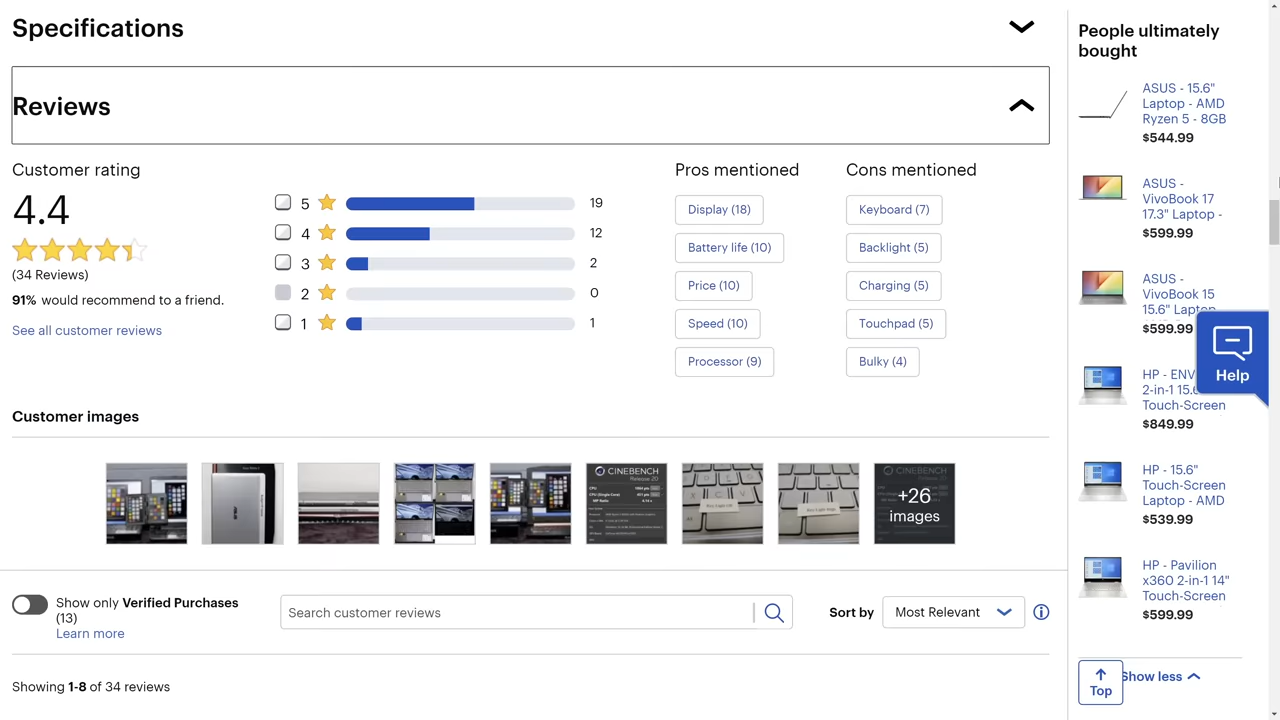 Specifications
Reviews
Customer rating
4.4
(34 Reviews)
91% would recommend to a friend.
See all customer reviews
5 19
4 12
3 2
2 0
1 1
Pros mentioned
Display (18)
Battery life (10)
Price (10)
Speed (10)
Processor (9)
Cons mentioned
Keyboard (7)
Backlight (5)
Charging (5)
Touchpad (5)
Bulky (4)
Customer images
CINEBENCH
Release 20
+26
images
Show only Verified Purchases
(13)
Learn more
Search customer reviews
Sort by
Most Relevant
Showing 1-8 of 34 reviews
People ultimately
bought
ASUS - 15.6"
Laptop - AMD
Ryzen 5 - 8GB
$544.99
ASUS -
VivoBook 17
17.3" Laptop -
$599.99
ASUS -
VivoBook 15
15.6" Laptop
$599.99
HP - ENV
2-in-1 15.6
Touch-Screen
$849.99
HP - 15.6"
Touch-Screen
Laptop - AMD
$539.99
HP - Pavilion
x360 2-in-1 14"
Touch-Screen
$599.99
Show less
Help
Top